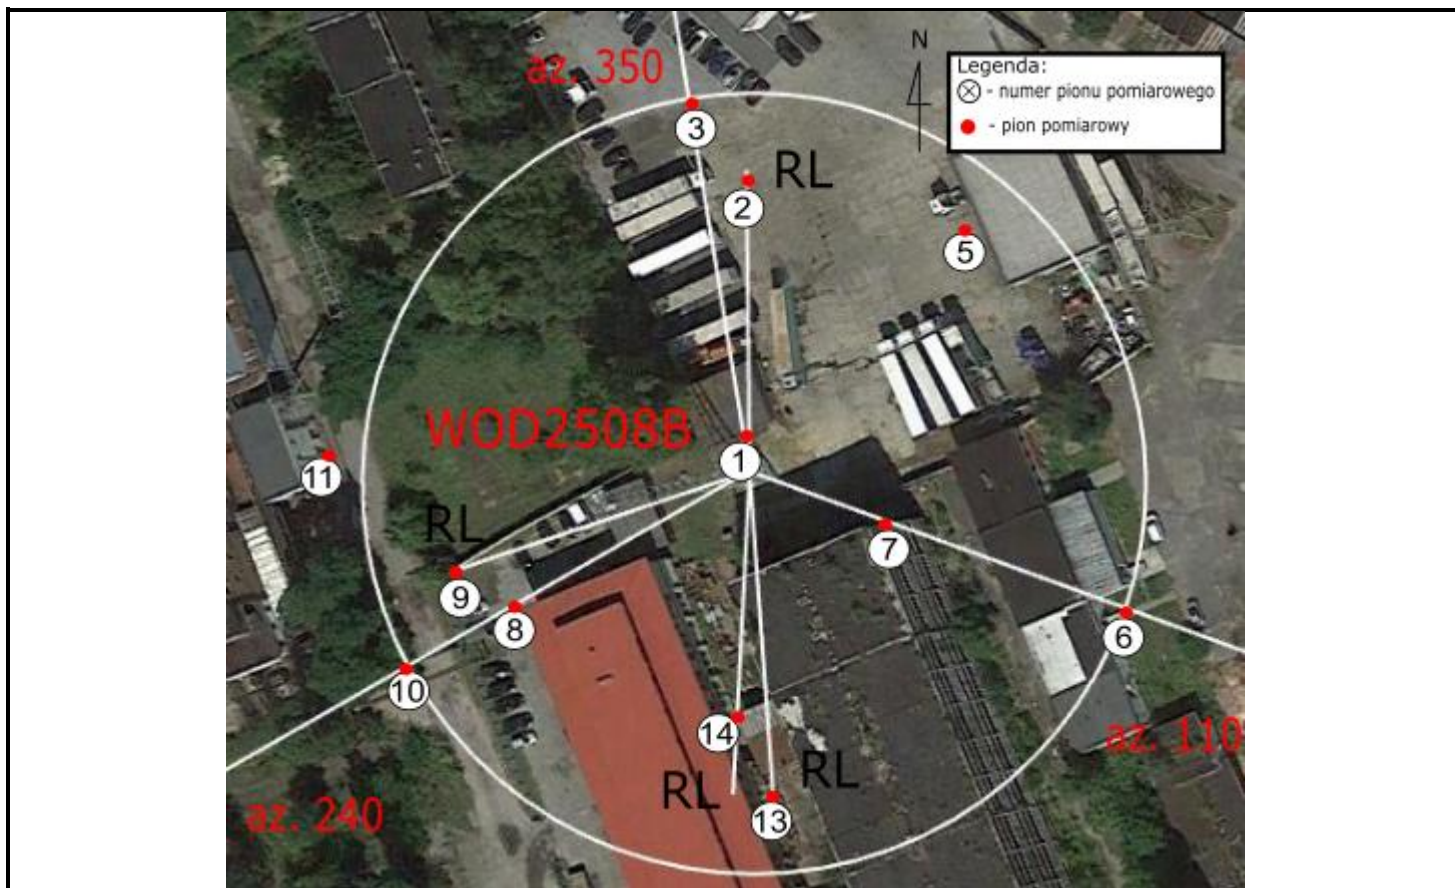 az. 350
N
Legenda:
- numer pionu pomiarowego
- pion pomiarowy
3
RL
2
5
WOD2508B
1
11
RL
7
9
8
6
10
14
az. 110
RL
RL
az. 240
13